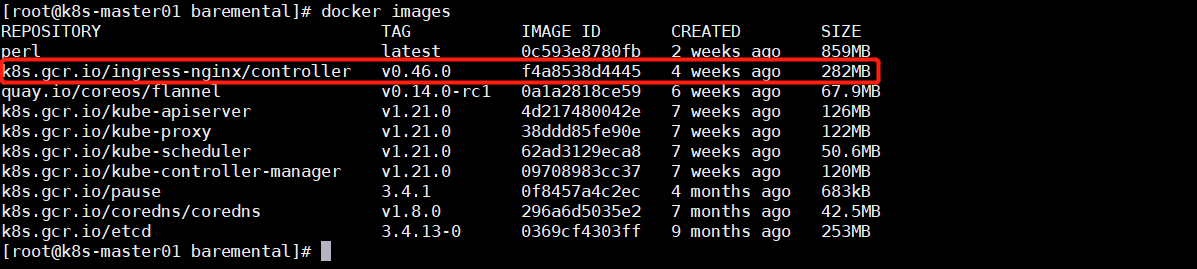 [root@k8s-master01 baremental]# docker images
REPOSITORY TAG IMAGE ID CREATED SIZE
perl latest 0c593e8780fb 2 weeks ago 859MB
k8s.gcr.io/ingress-nginx/controller v0.46.0 f4a8538d4445 4 weeks ago 282MB
quay.io/coreos/flannel v0.14.0-rc1 0a1a2818ce59 6 weeks ago 67.9MB
k8s.gcr.io/kube-apiserver v1.21.0 4d217480042e 7 weeks ago 126MB
k8s.gcr.io/kube-proxy v1.21.0 38ddd85fe90e 7 weeks ago 122MB
k8s.gcr.io/kube-scheduler v1.21.0 62ad3129eca8 7 weeks ago 50.6MB
k8s.gcr.io/kube-controller-manager v1.21.0 09708983cc37 7 weeks ago 120MB
k8s.gcr.io/pause 3.4.1 0f8457a4c2ec 4 months ago 683kB
k8s.gcr.io/coredns/coredns v1.8.0 296a6d5035e2 7 months ago 42.5MB
k8s.gcr.io/etcd 3.4.13-0 0369cf4303ff 9 months ago 253MB
[root@k8s-master01 baremental]#